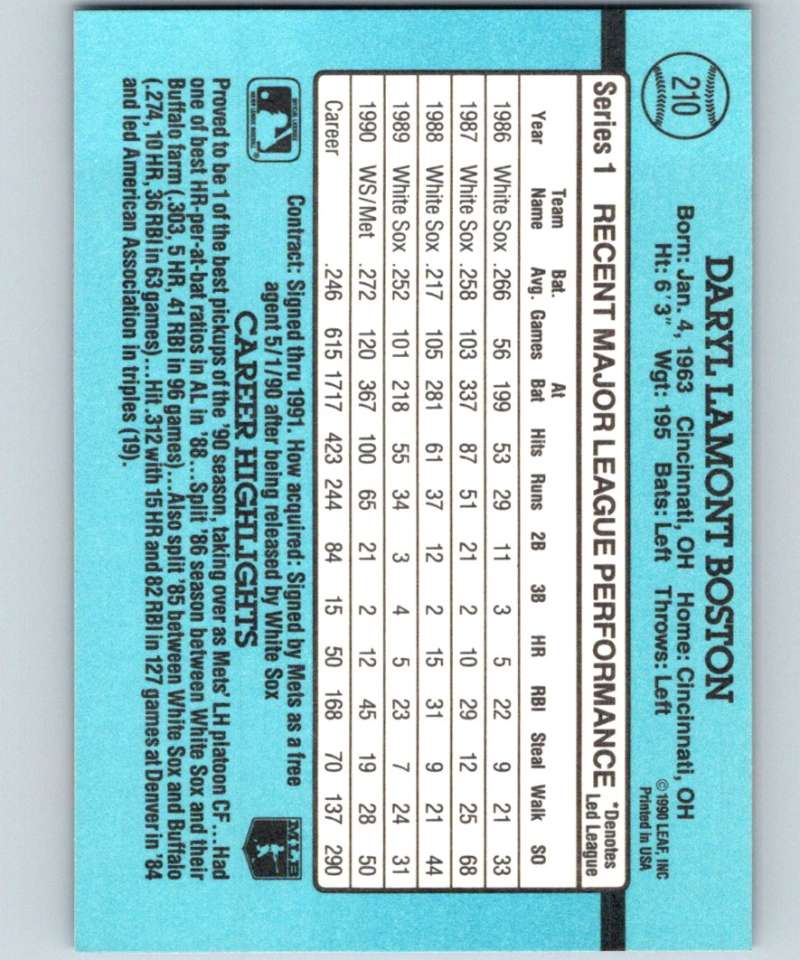 210
DARYL LAMONT BOSTON
Born: Jan. 4, 1963 Cincinnati, OH Home: Cincinnati, OH
Ht: 6'3" Wgt: 195 Bats: Left Throws: Left
© 1990 LEAF, INC
Printed in USA
Series 1 RECENT MAJOR LEAGUE PERFORMANCE *Denotes Led League
Year Team Name Bat. Avg. Games At Bat Hits Runs 2B 3B HR RBI Steal Walk SO
1986 White Sox .266 56 199 53 29 11 3 5 22 9 21 33
1987 White Sox .258 103 337 87 51 21 2 10 29 12 25 68
1988 White Sox .217 105 281 61 37 12 2 15 31 9 21 44
1989 White Sox .252 101 218 55 34 3 4 5 23 7 24 31
1990 WS/Met .272 120 367 100 65 21 2 12 45 19 28 50
Career .246 615 1717 423 244 84 15 50 168 70 137 290
Contract: Signed thru 1991. How acquired: Signed by Mets as a free
agent 5/1/90 after being released by White Sox
CAREER HIGHLIGHTS
MLB
Proved to be 1 of the best pickups of the '90 season, taking over as Mets' LH platoon CF...Had
one of best HR-per-at-bat ratios in AL in '88...Split '86 season between White Sox and their
Buffalo farm (.303, 5 HR, 41 RBI in 96 games)...Also split '85 between White Sox and Buffalo
(.274, 10 HR, 36 RBI in 63 games)...Hit .312 with 15 HR and 82 RBI in 127 games at Denver in '84
and led American Association in triples (19).